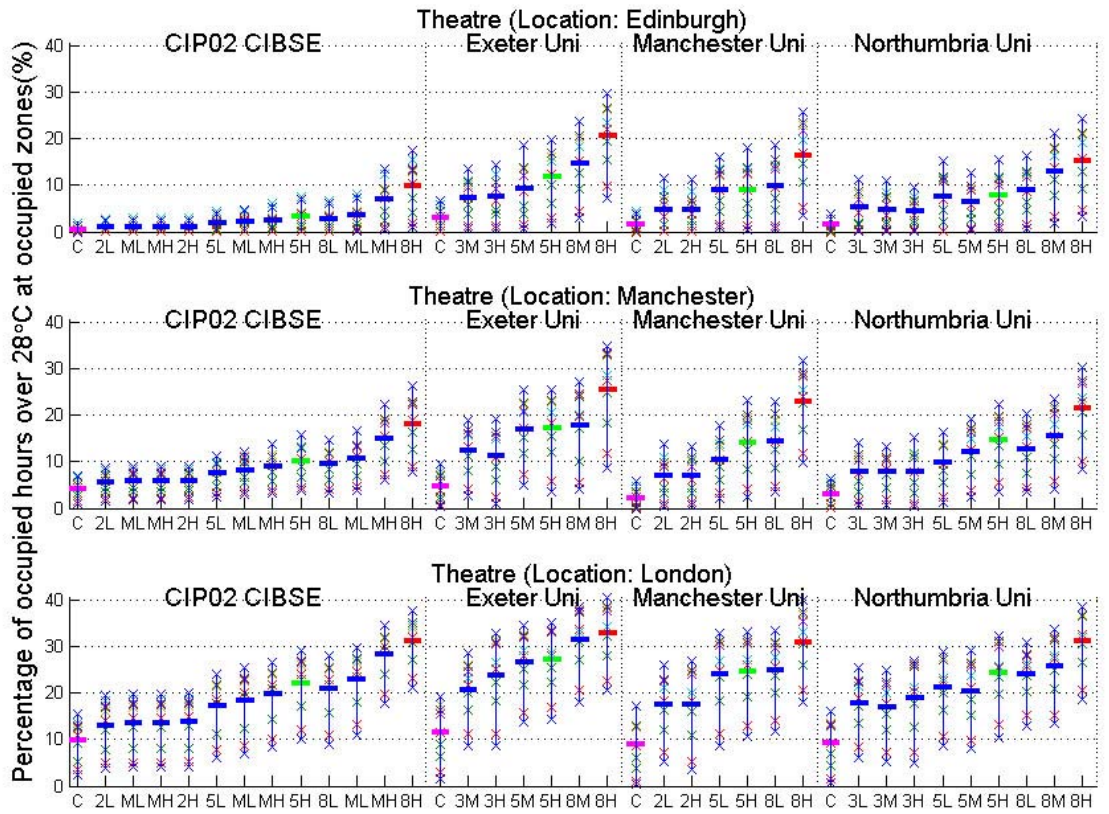 Percentage of occupied hours over 28°C at occupied zones(%)
Theatre (Location: Edinburgh)
CIP02 CIBSE Exeter Uni Manchester Uni Northumbria Uni
40
30
20
10
0
C 2L ML MH 2H 5L ML MH 5H 8L ML MH 8H C 3M 3H 5M 5H 8M 8H C 2L 2H 5L 5H 8L 8H C 3L 3M 3H 5L 5M 5H 8L 8M 8H
Theatre (Location: Manchester)
CIP02 CIBSE Exeter Uni Manchester Uni Northumbria Uni
40
30
20
10
0
C 2L ML MH 2H 5L ML MH 5H 8L ML MH 8H C 3M 3H 5M 5H 8M 8H C 2L 2H 5L 5H 8L 8H C 3L 3M 3H 5L 5M 5H 8L 8M 8H
Theatre (Location: London)
CIP02 CIBSE Exeter Uni Manchester Uni Northumbria Uni
40
30
20
10
0
C 2L ML MH 2H 5L ML MH 5H 8L ML MH 8H C 3M 3H 5M 5H 8M 8H C 2L 2H 5L 5H 8L 8H C 3L 3M 3H 5L 5M 5H 8L 8M 8H